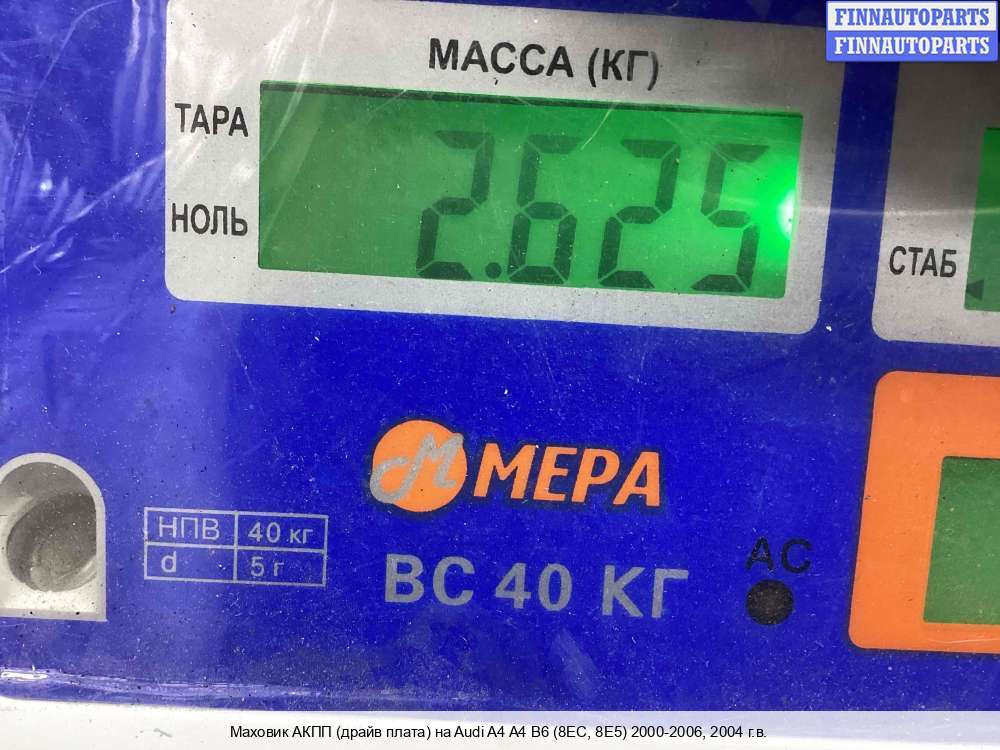 FINNAUTOPARTS
FINNAUTOPARTS
МАССА (КГ)
ТАРА
2.625
НОЛЬ
СТАБ
М МЕРА
НПВ 40 кг
d 5 г
ВС 40 КГ
АС
Маховик АКПП (драйв плата) на Audi A4 A4 B6 (8EC, 8E5) 2000-2006, 2004 г.в.